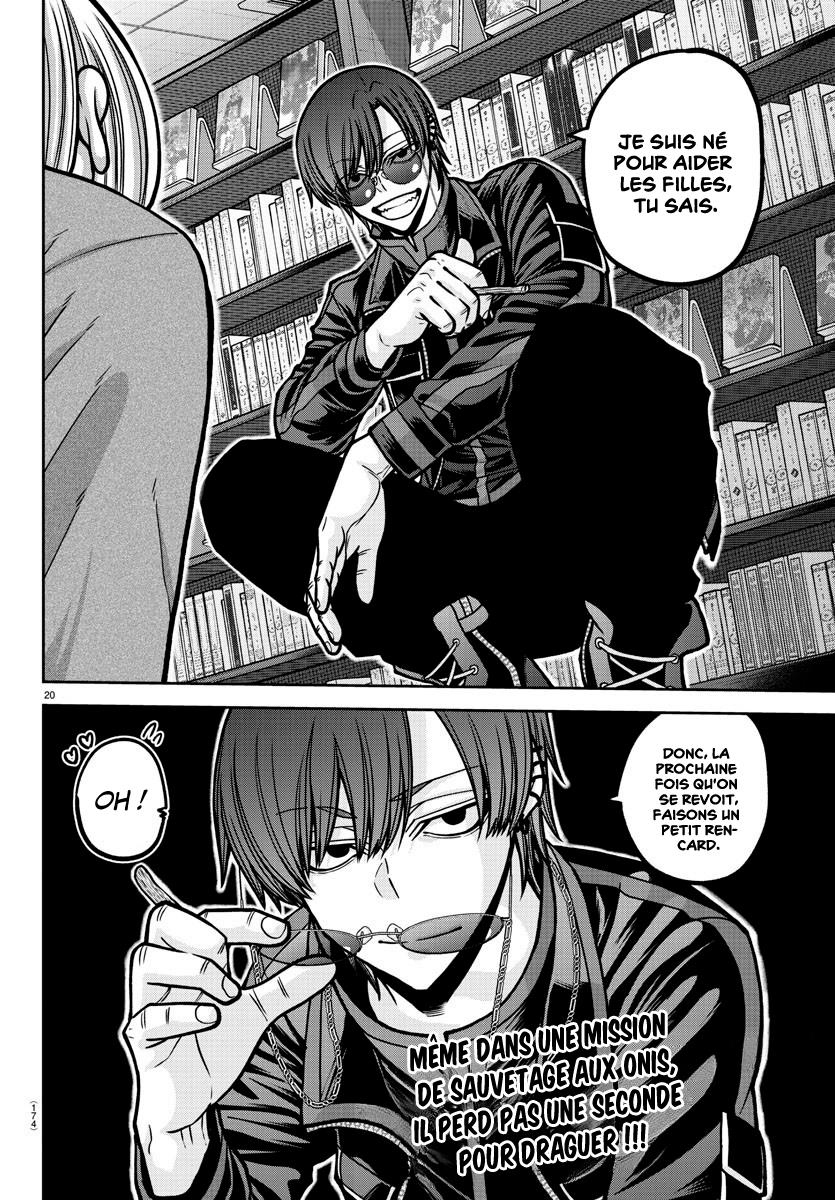 JE SUIS NÉ
POUR AIDER
LES FILLES,
TU SAIS.
20
DONC, LA
PROCHAINE
FOIS QU'ON
SE REVOIT,
FAISONS UN
PETIT REN-
CARD.
OH !
MÊME DANS UNE MISSION
DE SAUVETAGE AUX ONIS,
IL PERD PAS UNE SECONDE
POUR DRAGUER !!!
(174)